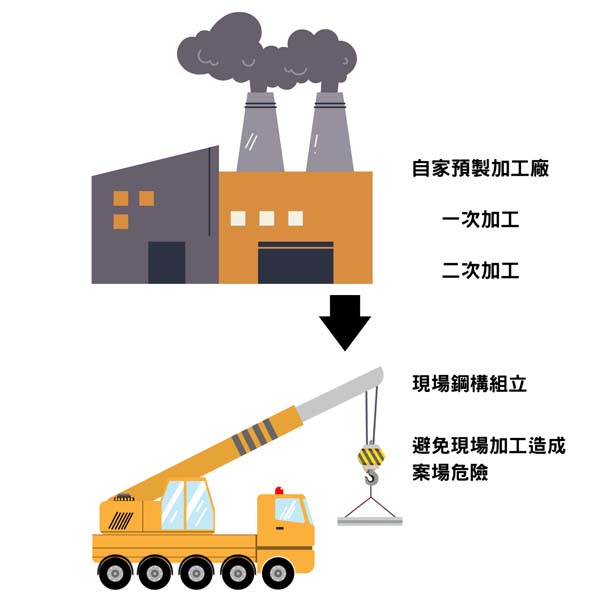 自家預製加工廠
一次加工
二次加工
現場鋼構組立
避免現場加工造成
案場危險